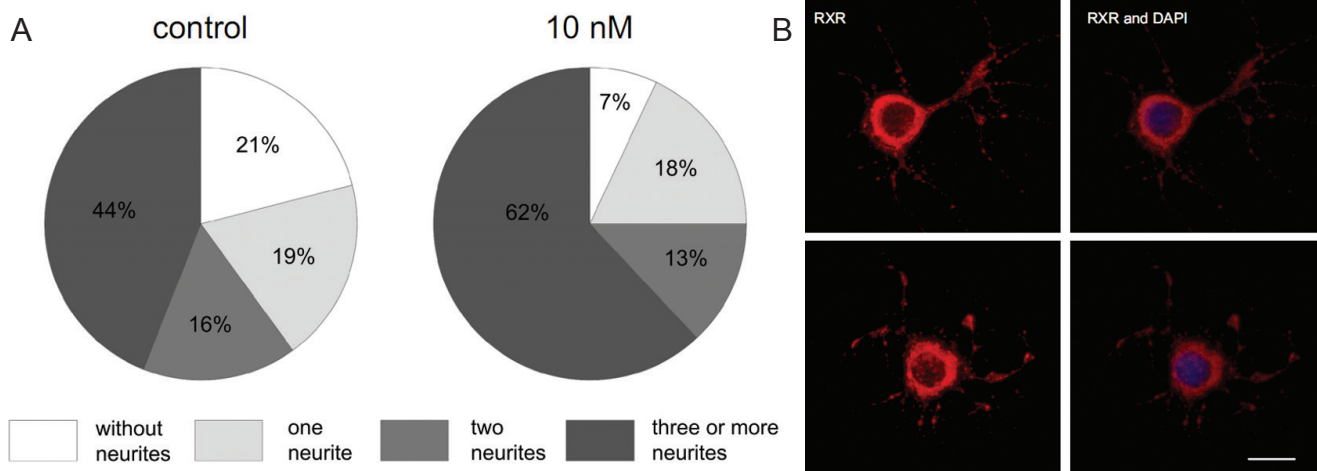 A
control
10 nM
B
21%
19%
16%
44%
7%
18%
13%
62%
without
neurites
one
neurite
two
neurites
three or more
neurites
RXR
RXR and DAPI